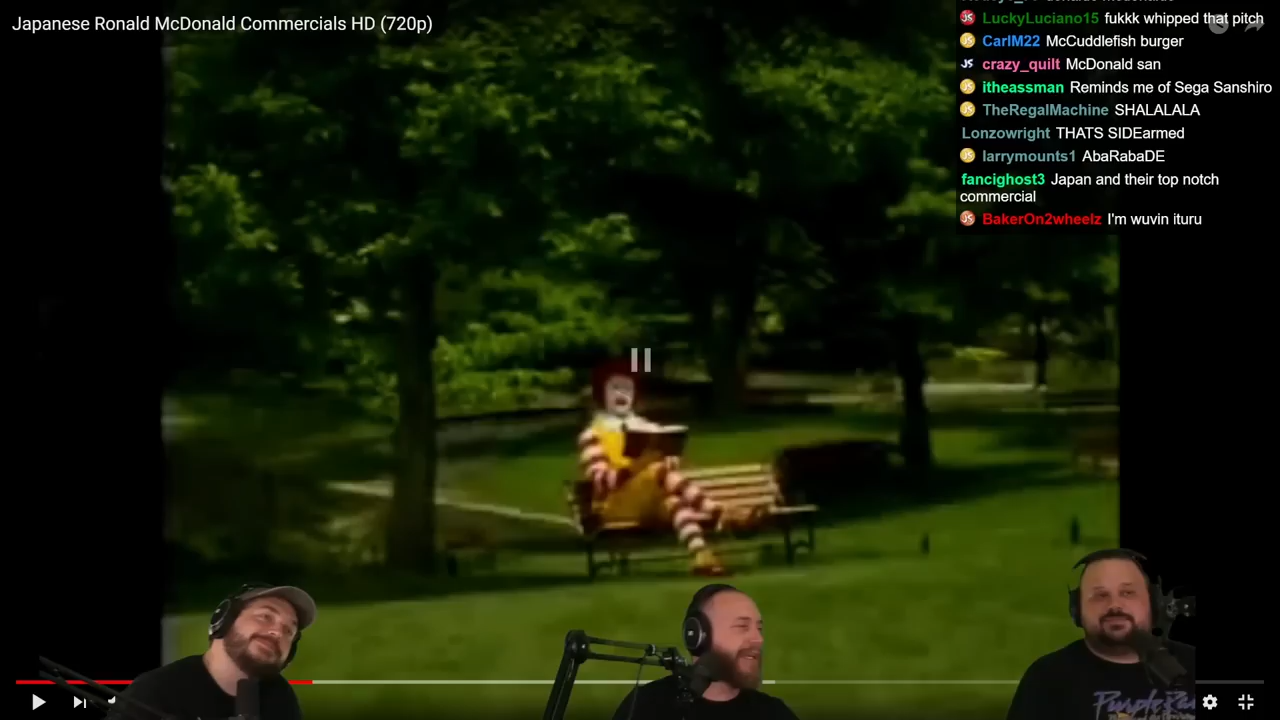 Japanese Ronald McDonald Commercials HD (720p)
LuckyLuciano15 fukkk whipped that pitch
CarlM22 McCuddlefish burger
crazy_quilt McDonald san
itheassman Reminds me of Sega Sanshiro
TheRegalMachine SHALALALA
Lonzowright THATS SIDEarmed
larrymounts1 AbaRabaDE
fancighost3 Japan and their top notch
commercial
BakerOn2wheelz I'm wuvin ituru
Purple